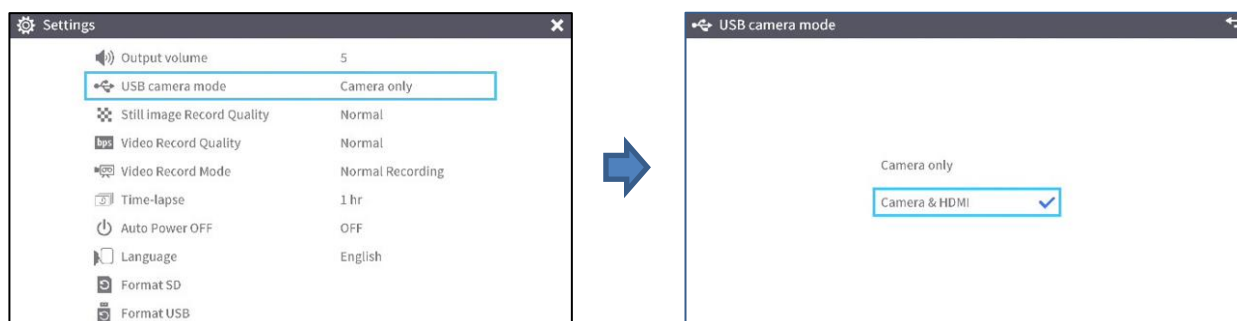 Settings
Output volume 5
USB camera mode Camera only
Still image Record Quality Normal
bps Video Record Quality Normal
Video Record Mode Normal Recording
Time-lapse 1 hr
Auto Power OFF OFF
Language English
Format SD
Format USB
USB camera mode
Camera only
Camera & HDMI